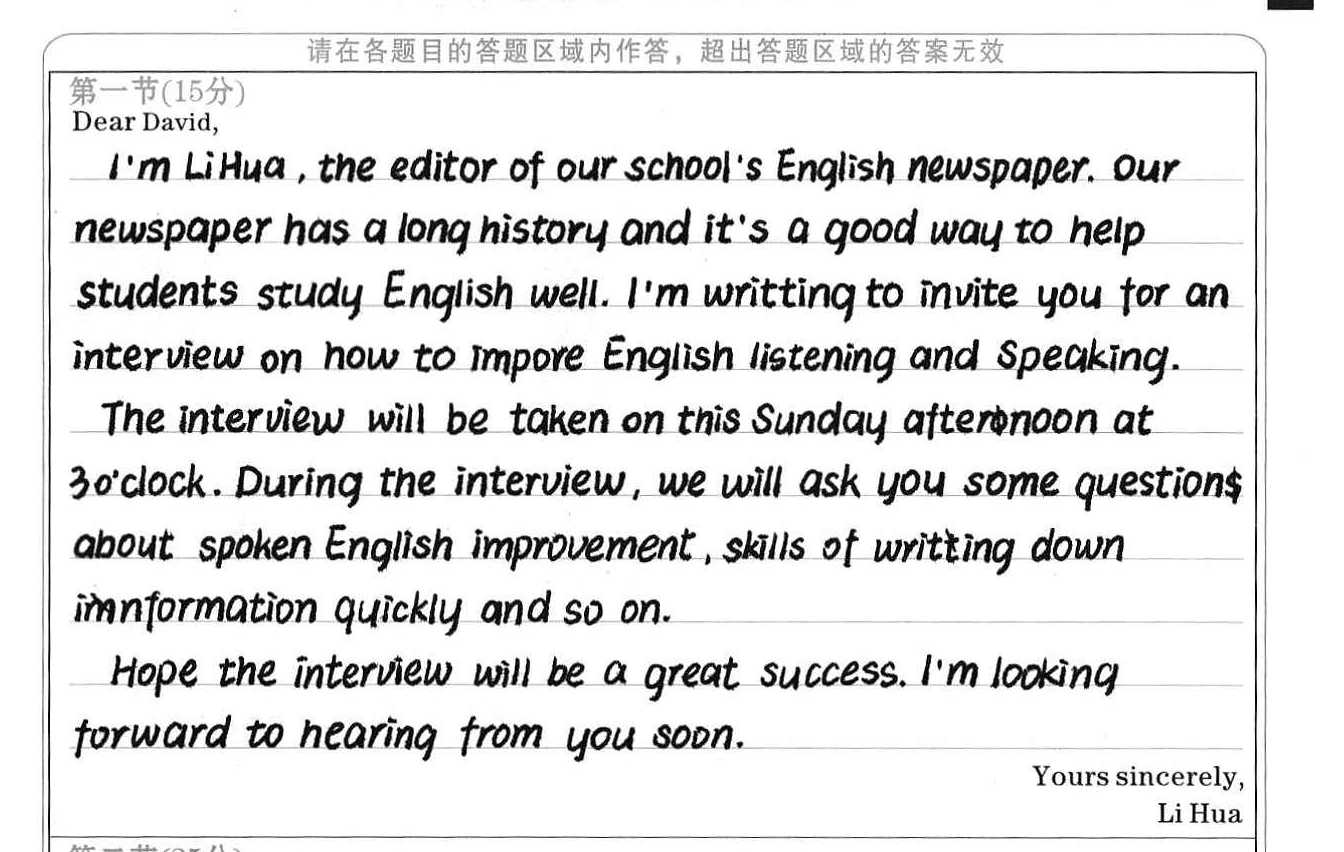 请在各题目的答题区域内作答，超出答题区域的答案无效
第一节(15分)
Dear David,
I'm Li Hua, the editor of our school's English newspaper. Our
newspaper has a long history and it's a good way to help
students study English well. I'm writting to invite you for an
interview on how to impore English listening and speaking.
The interview will be taken on this Sunday afternoon at
3 o'clock. During the interview, we will ask you some questions
about spoken English improvement, skills of writting down
imnformation quickly and so on.
Hope the interview will be a great success. I'm looking
forward to hearing from you soon.
Yours sincerely,
Li Hua